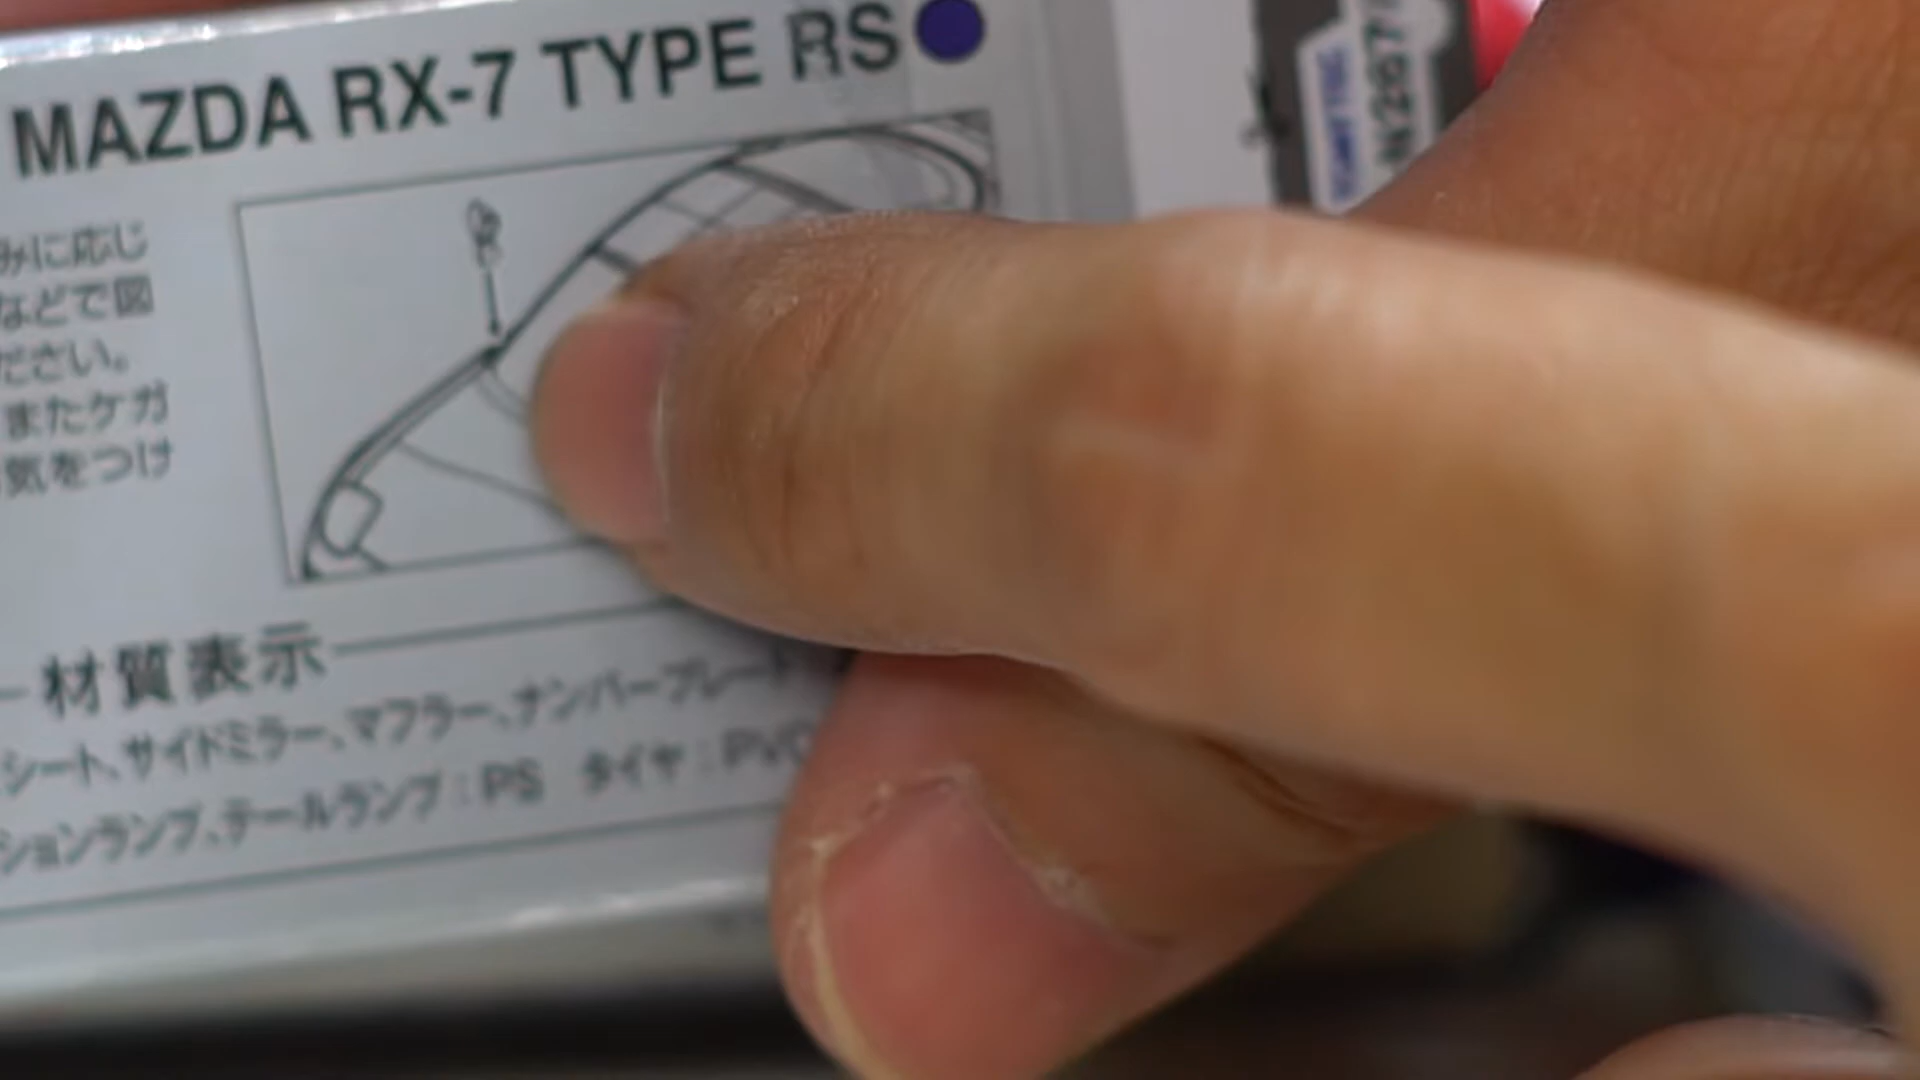 MAZDA RX-7 TYPE RS
みに応じ
などで図
ださい。
またケガ
気をつけ
材質表示
シート、サイドミラー、マフラー、ナンバープレート
ションランプ、テールランプ：PS タイヤ：PVC